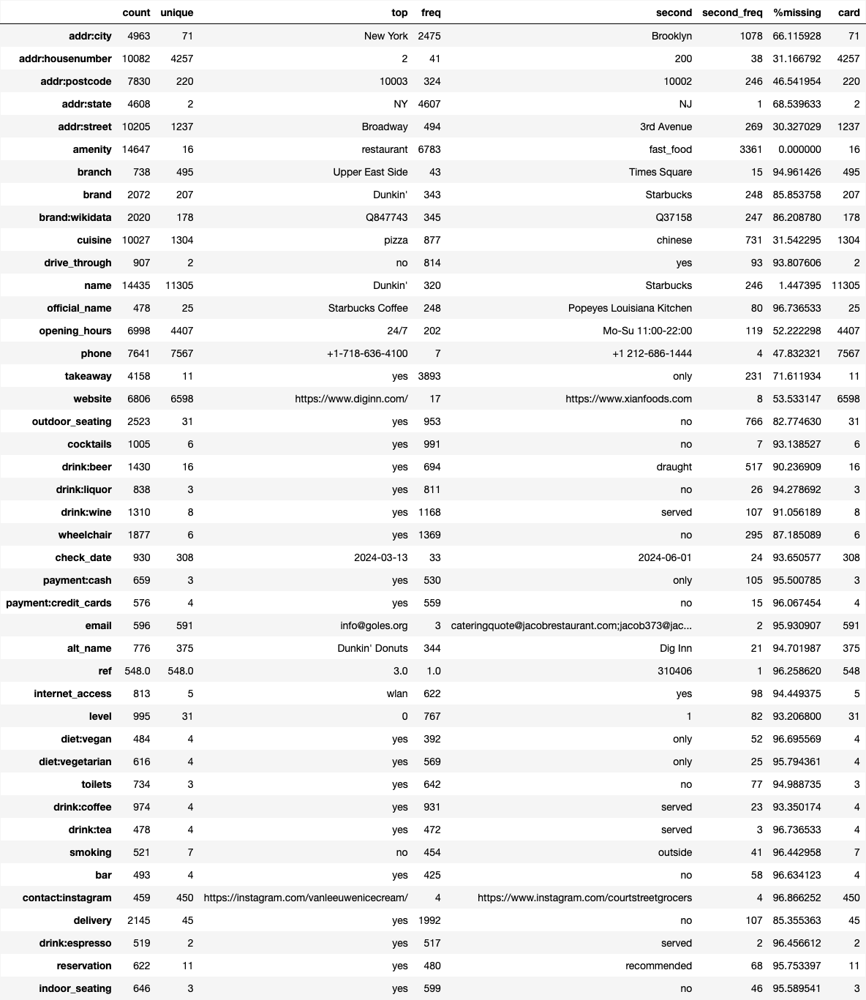 count unique top freq second second_freq %missing card
addr:city 4963 71 New York 2475 Brooklyn 1078 66.115928 71
addr:housenumber 10082 4257 2 41 200 38 31.166792 4257
addr:postcode 7830 220 10003 324 10002 246 46.541954 220
addr:state 4608 2 NY 4607 NJ 1 68.539633 2
addr:street 10205 1237 Broadway 494 3rd Avenue 269 30.327029 1237
amenity 14647 16 restaurant 6783 fast_food 3361 0.000000 16
branch 738 495 Upper East Side 43 Times Square 15 94.961426 495
brand 2072 207 Dunkin' 343 Starbucks 248 85.853758 207
brand:wikidata 2020 178 Q847743 345 Q37158 247 86.208780 178
cuisine 10027 1304 pizza 877 chinese 731 31.542295 1304
drive_through 907 2 no 814 yes 93 93.807606 2
name 14435 11305 Dunkin' 320 Starbucks 246 1.447395 11305
official_name 478 25 Starbucks Coffee 248 Popeyes Louisiana Kitchen 80 96.736533 25
opening_hours 6998 4407 24/7 202 Mo-Su 11:00-22:00 119 52.222298 4407
phone 7641 7567 +1-718-636-4100 7 +1 212-686-1444 4 47.832321 7567
takeaway 4158 11 yes 3893 only 231 71.611934 11
website 6806 6598 https://www.diginn.com/ 17 https://www.xianfoods.com 8 53.533147 6598
outdoor_seating 2523 31 yes 953 no 766 82.774630 31
cocktails 1005 6 yes 991 no 7 93.138527 6
drink:beer 1430 16 yes 694 draught 517 90.236909 16
drink:liquor 838 3 yes 811 no 26 94.278692 3
drink:wine 1310 8 yes 1168 served 107 91.056189 8
wheelchair 1877 6 yes 1369 no 295 87.185089 6
check_date 930 308 2024-03-13 33 2024-06-01 24 93.650577 308
payment:cash 659 3 yes 530 only 105 95.500785 3
payment:credit_cards 576 4 yes 559 no 15 96.067454 4
email 596 591 info@goles.org 3 cateringquote@jacobrestaurant.com;jacob373@jac... 2 95.930907 591
alt_name 776 375 Dunkin' Donuts 344 Dig Inn 21 94.701987 375
ref 548.0 548.0 3.0 1.0 310406 1 96.258620 548
internet_access 813 5 wlan 622 yes 98 94.449375 5
level 995 31 0 767 1 82 93.206800 31
diet:vegan 484 4 yes 392 only 52 96.695569 4
diet:vegetarian 616 4 yes 569 only 25 95.794361 4
toilets 734 3 yes 642 no 77 94.988735 3
drink:coffee 974 4 yes 931 served 23 93.350174 4
drink:tea 478 4 yes 472 served 3 96.736533 4
smoking 521 7 no 454 outside 41 96.442958 7
bar 493 4 yes 425 no 58 96.634123 4
contact:instagram 459 450 https://instagram.com/vanleeuwenicecream/ 4 https://www.instagram.com/courtstreetgrocers 4 96.866252 450
delivery 2145 45 yes 1992 no 107 85.355363 45
drink:espresso 519 2 yes 517 served 2 96.456612 2
reservation 622 11 yes 480 recommended 68 95.753397 11
indoor_seating 646 3 yes 599 no 46 95.589541 3